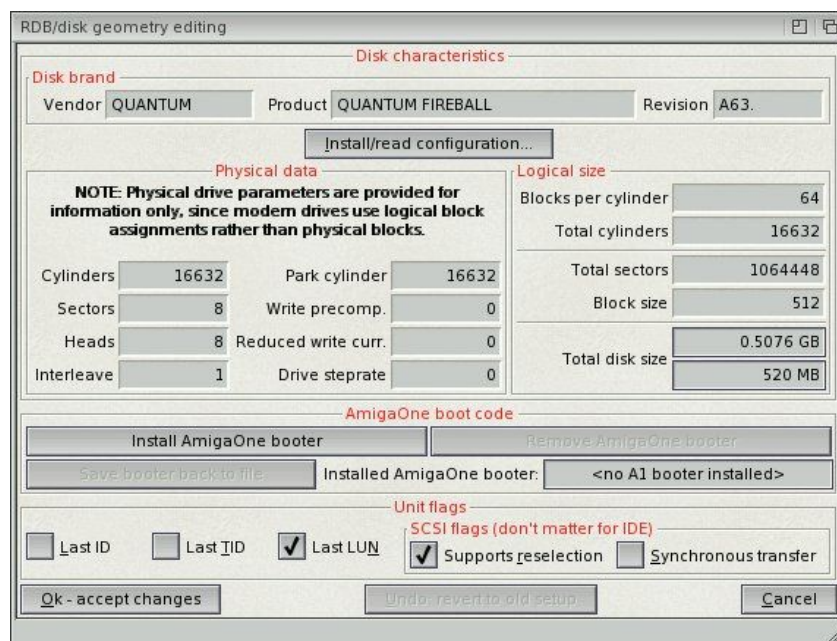 RDB/disk geometry editing
Disk characteristics
Disk brand
Vendor QUANTUM Product QUANTUM FIREBALL Revision A63.
Install/read configuration...
Physical data
NOTE: Physical drive parameters are provided for
information only, since modern drives use logical block
assignments rather than physical blocks.
Cylinders 16632 Park cylinder 16632
Sectors 8 Write precomp. 0
Heads 8 Reduced write curr. 0
Interleave 1 Drive steprate 0
Logical size
Blocks per cylinder 64
Total cylinders 16632
Total sectors 1064448
Block size 512
Total disk size 0.5076 GB
520 MB
AmigaOne boot code
Install AmigaOne booter Remove AmigaOne booter
Save booter back to file Installed AmigaOne booter: <no A1 booter installed>
Unit flags
SCSI flags (don't matter for IDE)
Last ID Last TID Last LUN Supports reselection Synchronous transfer
Ok - accept changes Undo, revert to old setup Cancel